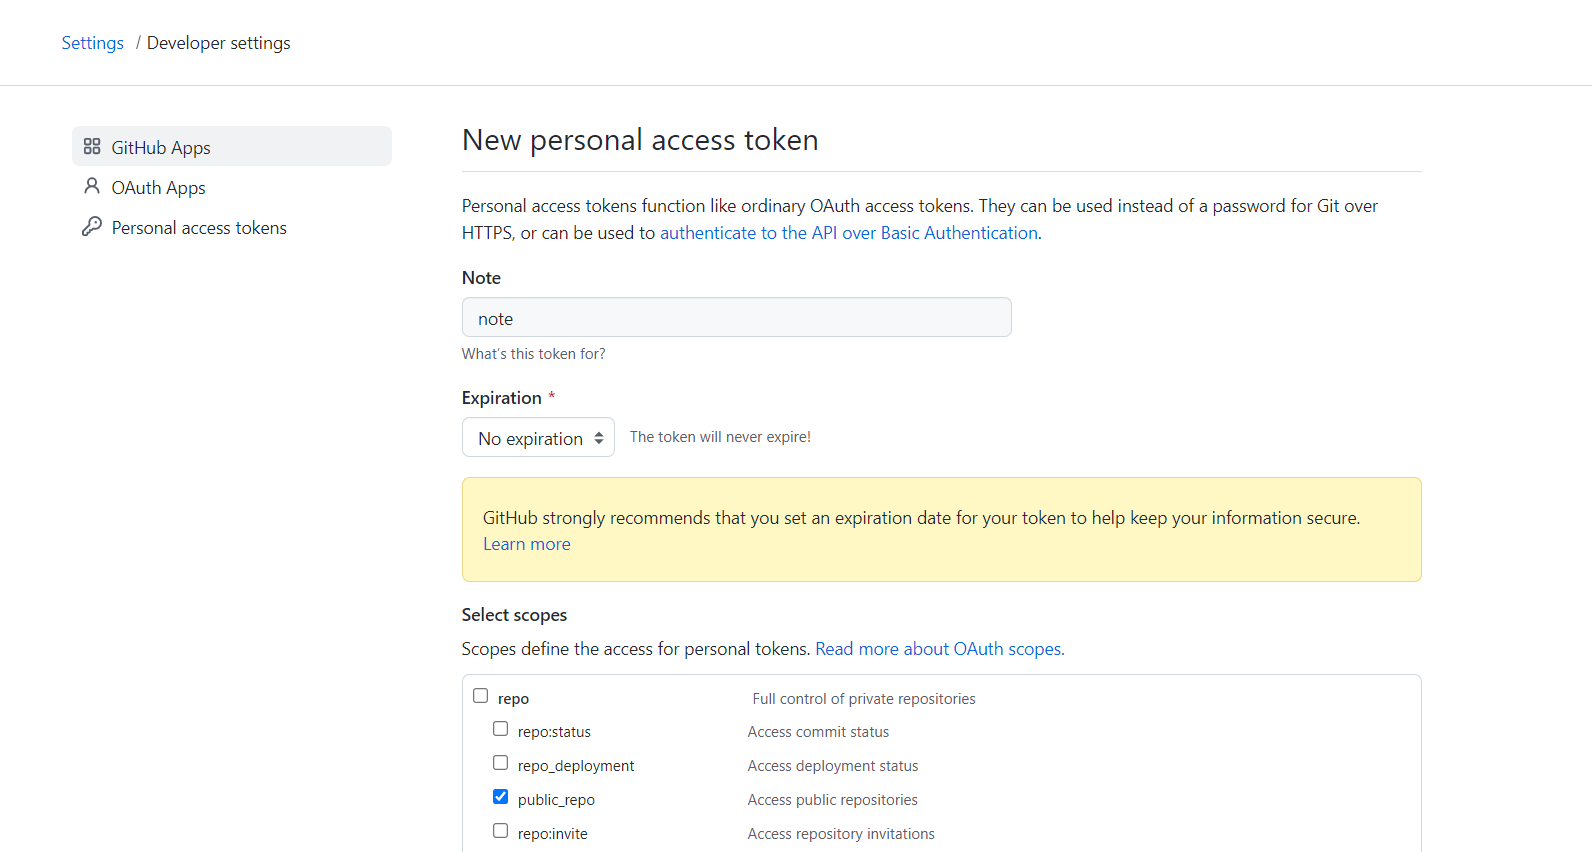 Settings / Developer settings
GitHub Apps
OAuth Apps
Personal access tokens
New personal access token
Personal access tokens function like ordinary OAuth access tokens. They can be used instead of a password for Git over
HTTPS, or can be used to authenticate to the API over Basic Authentication.
Note
note
What's this token for?
Expiration *
No expiration The token will never expire!
GitHub strongly recommends that you set an expiration date for your token to help keep your information secure.
Learn more
Select scopes
Scopes define the access for personal tokens. Read more about OAuth scopes.
repo Full control of private repositories
repo:status Access commit status
repo_deployment Access deployment status
public_repo Access public repositories
repo:invite Access repository invitations